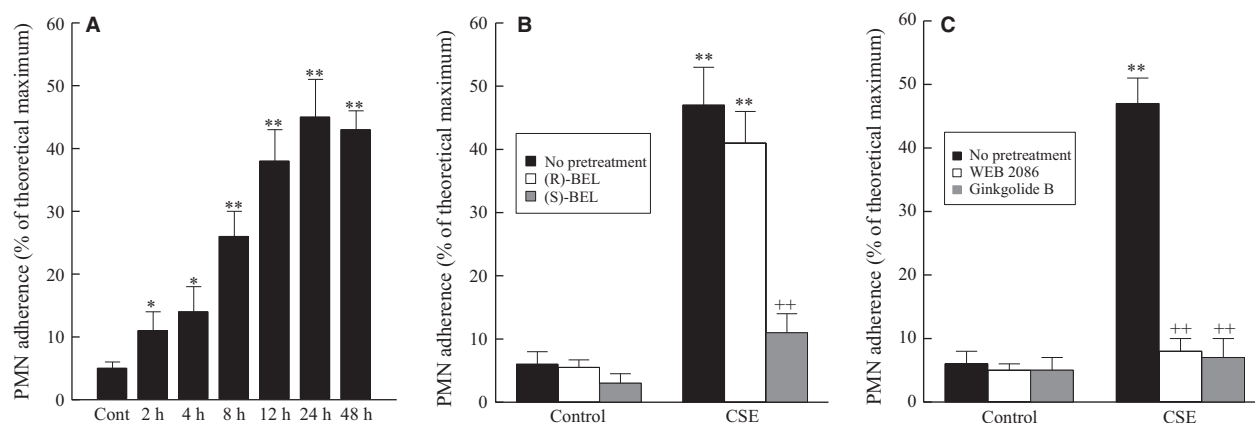 A
PMN adherence (% of theoretical maximum)
60
50
40
30
20
10
0
*
*
**
**
**
**
Cont 2 h 4 h 8 h 12 h 24 h 48 h
B
PMN adherence (% of theoretical maximum)
60
50
40
30
20
10
0
No pretreatment
(R)-BEL
(S)-BEL
**
**
++
Control CSE
C
PMN adherence (% of theoretical maximum)
60
50
40
30
20
10
0
No pretreatment
WEB 2086
Ginkgolide B
**
++ ++
Control CSE